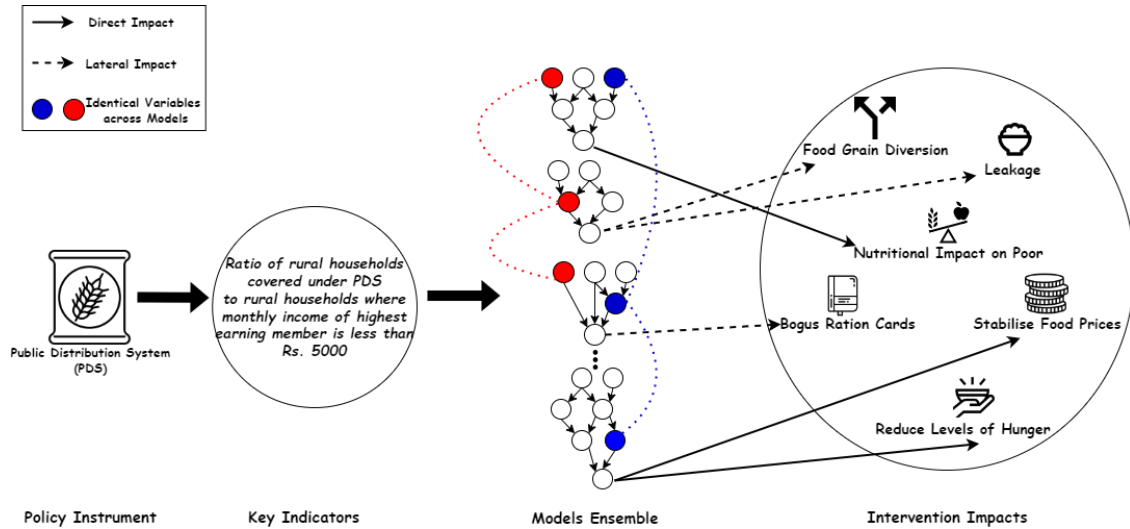 Direct Impact
Lateral Impact
Identical Variables
across Models
Food Grain Diversion
Leakage
Nutritional Impact on Poor
Ratio of rural households
covered under PDS
to rural households where
monthly income of highest
earning member is less than
Rs. 5000
Bogus Ration Cards
Stabilise Food Prices
Public Distribution System
(PDS)
Reduce Levels of Hunger
Policy Instrument
Key Indicators
Models Ensemble
Intervention Impacts